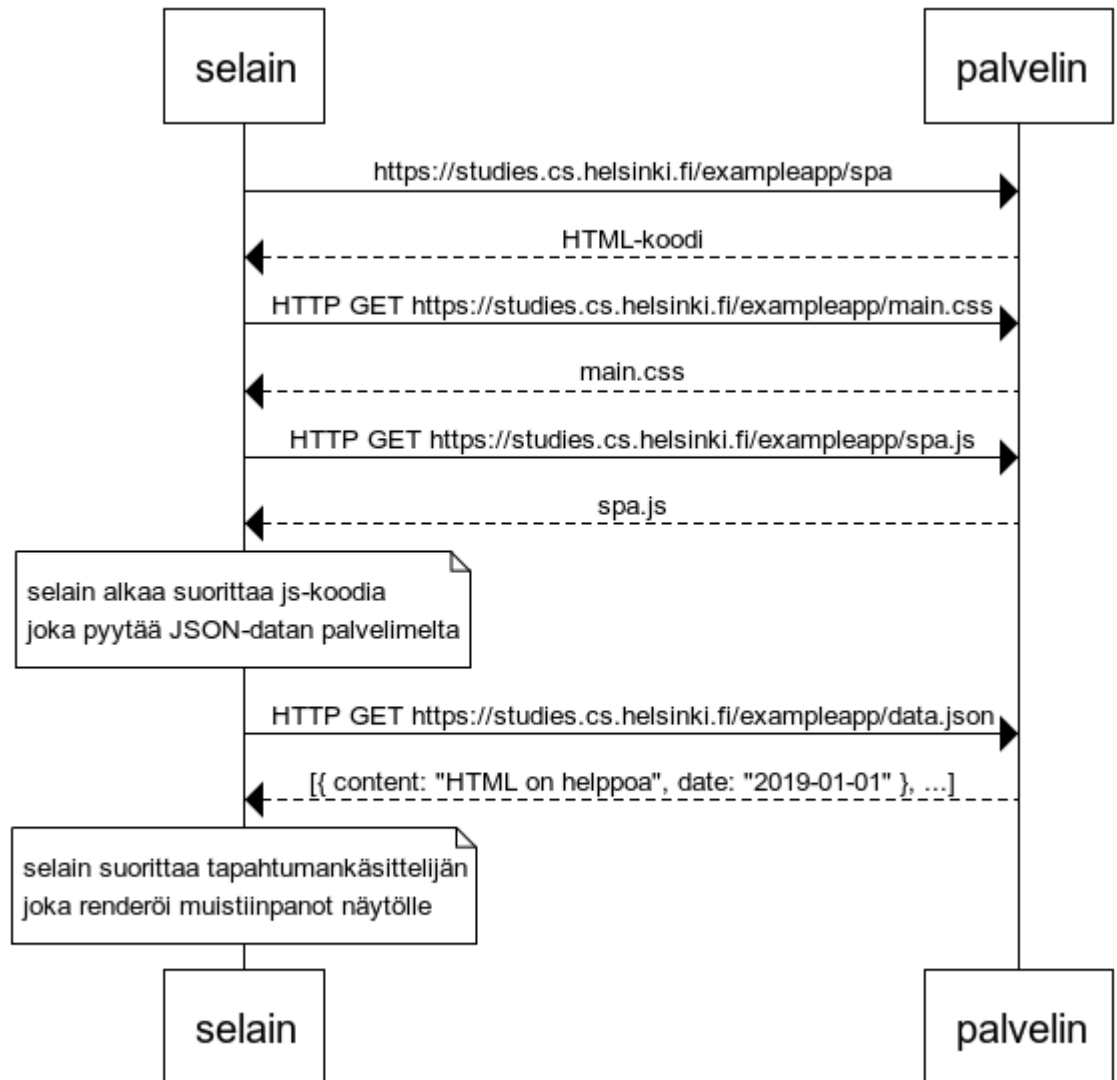 selain
palvelin
https://studies.cs.helsinki.fi/exampleapp/spa
HTML-koodi
HTTP GET https://studies.cs.helsinki.fi/exampleapp/main.css
main.css
HTTP GET https://studies.cs.helsinki.fi/exampleapp/spa.js
spa.js
selain alkaa suorittaa js-koodia
joka pyytää JSON-datan palvelimelta
HTTP GET https://studies.cs.helsinki.fi/exampleapp/data.json
[{ content: "HTML on helppoa", date: "2019-01-01" }, ...]
selain suorittaa tapahtumankäsittelijän
joka renderöi muistiinpanot näytölle
selain
palvelin